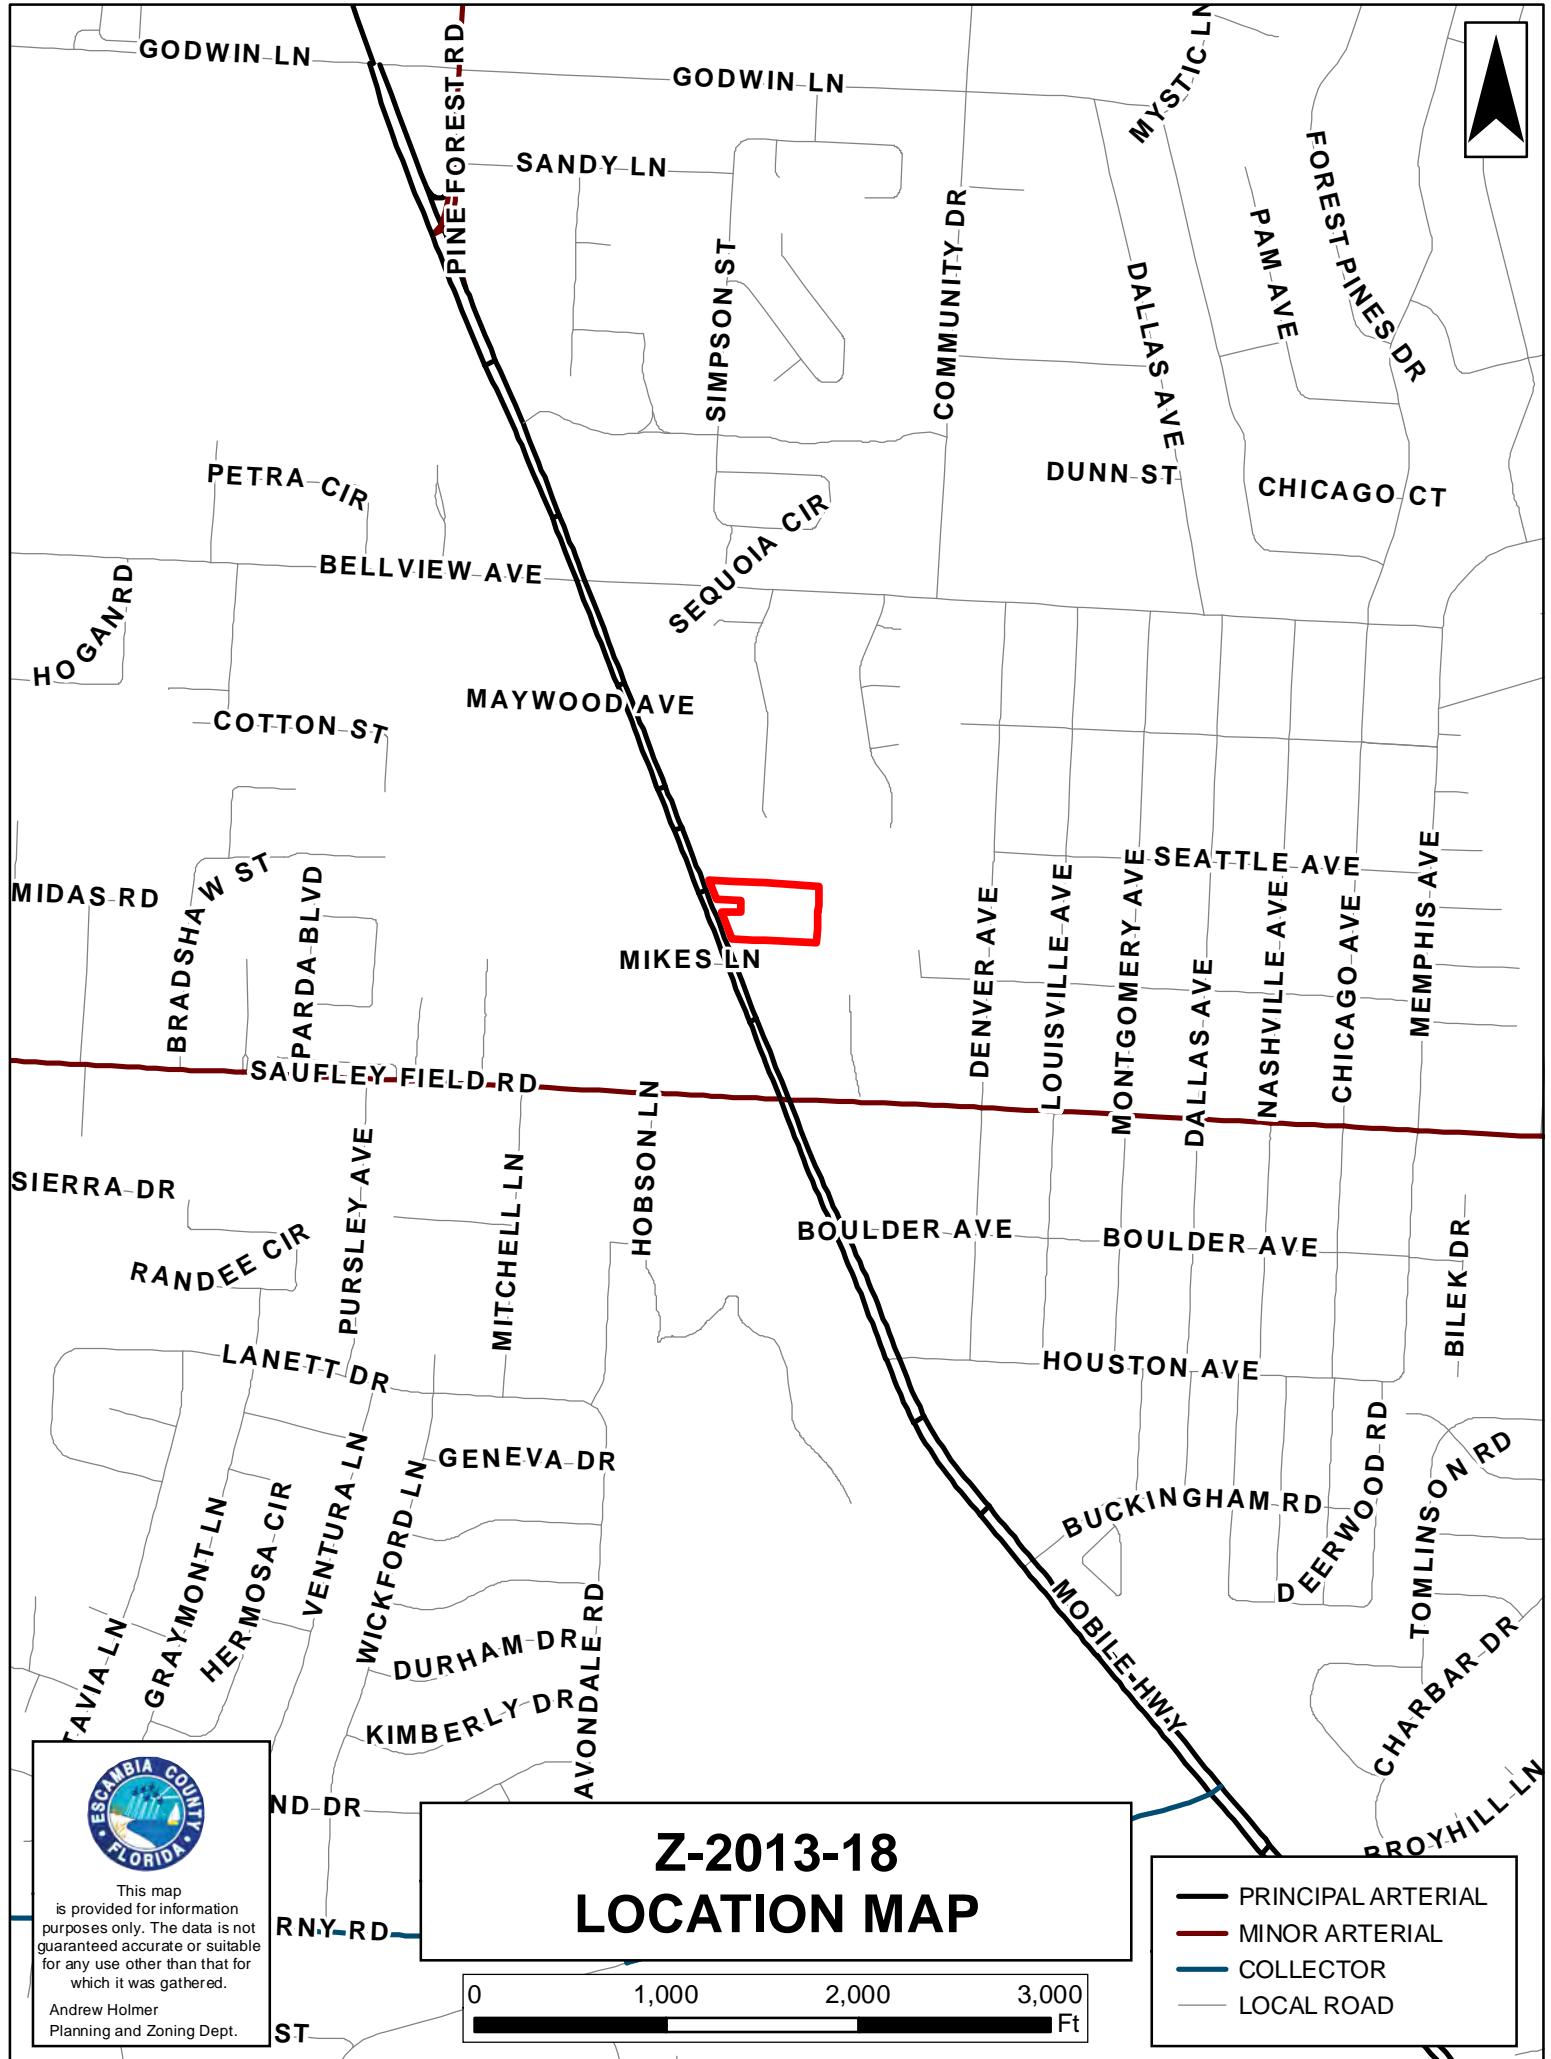 GODWIN LN
PINE FOREST RD
GODWIN LN
MYSTIC LN
SANDY LN
FOREST PINES DR
PAM AVE
COMMUNITY DR
SIMPSON ST
DALLAS AVE
PETRA CIR
DUNN ST
CHICAGO CT
SEQUOIA CIR
BELLVIEW AVE
HOGAN RD
MAYWOOD AVE
COTTON ST
SEATTLE AVE
MIDAS RD
BRADSHAW ST
PARDA BLVD
MIKES LN
DENVER AVE
LOUISVILLE AVE
MONTGOMERY AVE
DALLAS AVE
NASHVILLE AVE
CHICAGO AVE
MEMPHIS AVE
SAUFLEY FIELD RD
SIERRA DR
PURSLEY AVE
MITCHELL LN
HOBSON LN
BOULDER AVE
BOULDER AVE
BILEK DR
RANDEE CIR
LANETT DR
HOUSTON AVE
GENEVA DR
DEERWOOD RD
TOMLINSON RD
BUCKINGHAM RD
GRAYMONT LN
HERMOSA CIR
VENTURA LN
WICKFORD LN
AVONDALE RD
MOBILE HWY
DURHAM DR
KIMBERLY DR
TAVIA LN
CHARBAR DR
BROYHILL LN
ND DR
RNY RD
ST
ESCAMBIA COUNTY
FLORIDA
This map
is provided for information
purposes only. The data is not
guaranteed accurate or suitable
for any use other than that for
which it was gathered.
Andrew Holmer
Planning and Zoning Dept.
Z-2013-18
LOCATION MAP
0 1,000 2,000 3,000
Ft
PRINCIPAL ARTERIAL
MINOR ARTERIAL
COLLECTOR
LOCAL ROAD